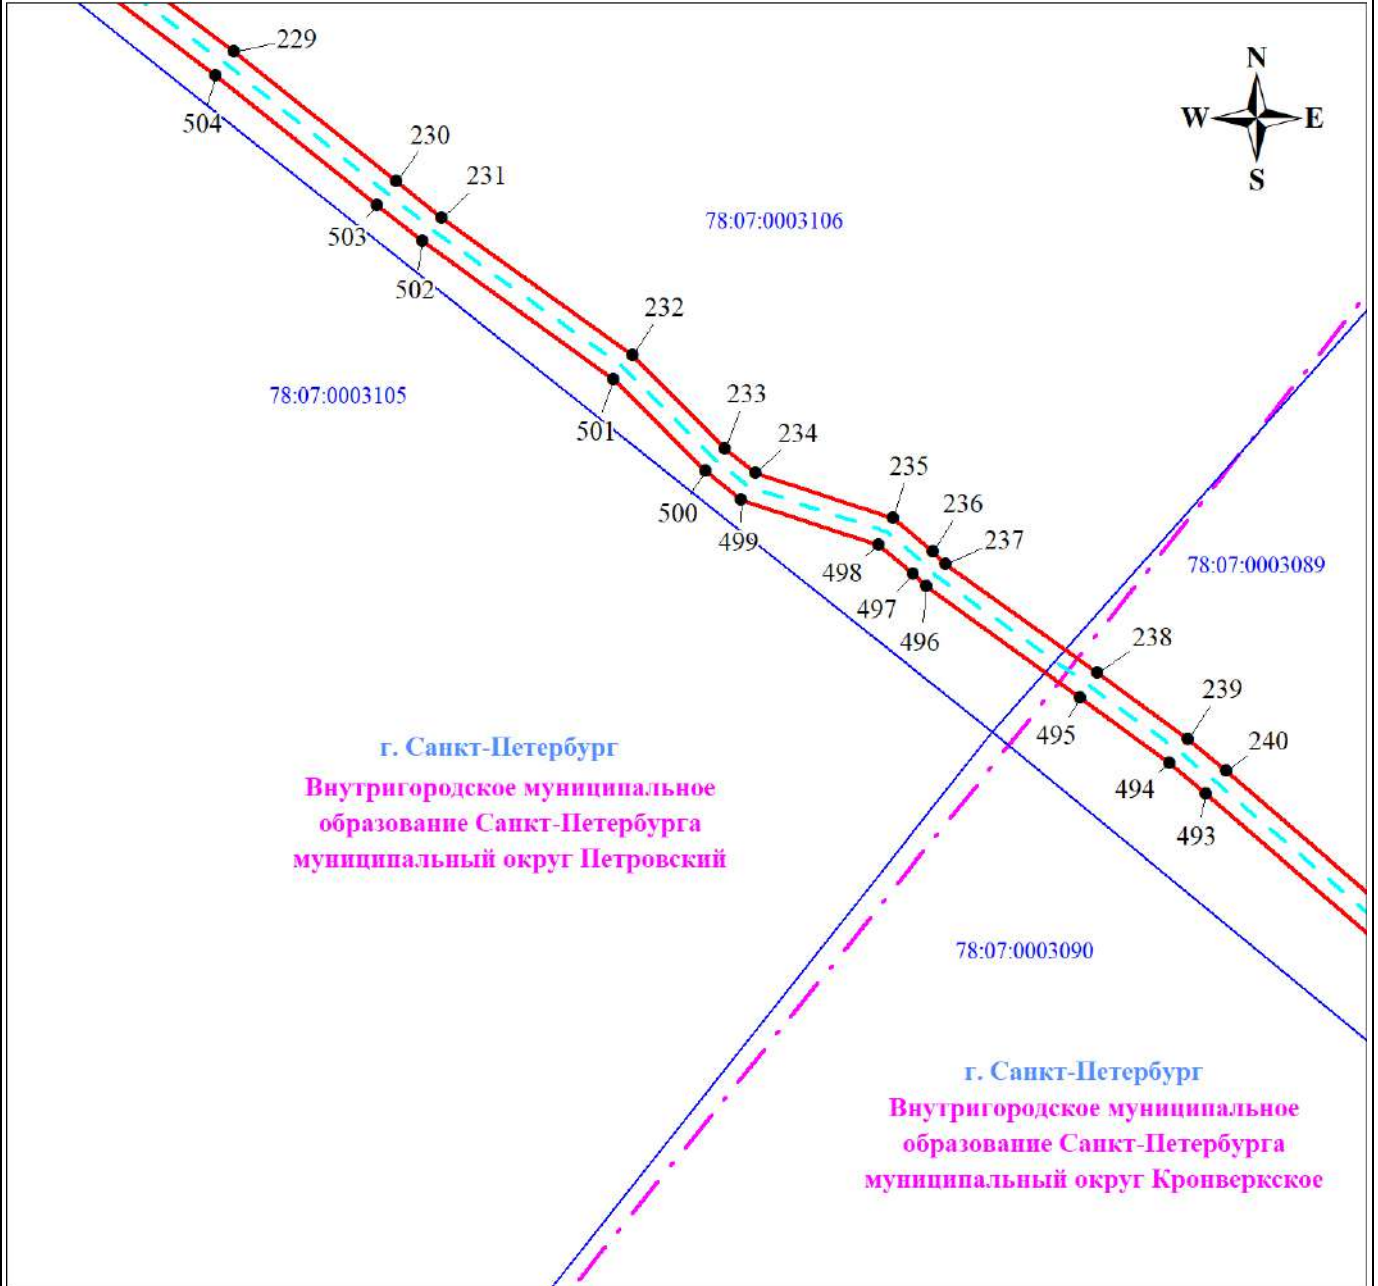 229
N
504
W
E
230
S
231
78:07:0003106
503
502
232
78:07:0003105
233
501
234
235
500
236
499
237
498
78:07:0003089
497
496
238
239
495
г. Санкт-Петербург
240
Внутригородское муниципальное
494
образование Санкт-Петербурга
493
муниципальный округ Петровский
78:07:0003090
г. Санкт-Петербург
Внутригородское муниципальное
образование Санкт-Петербурга
муниципальный округ Кронверкское